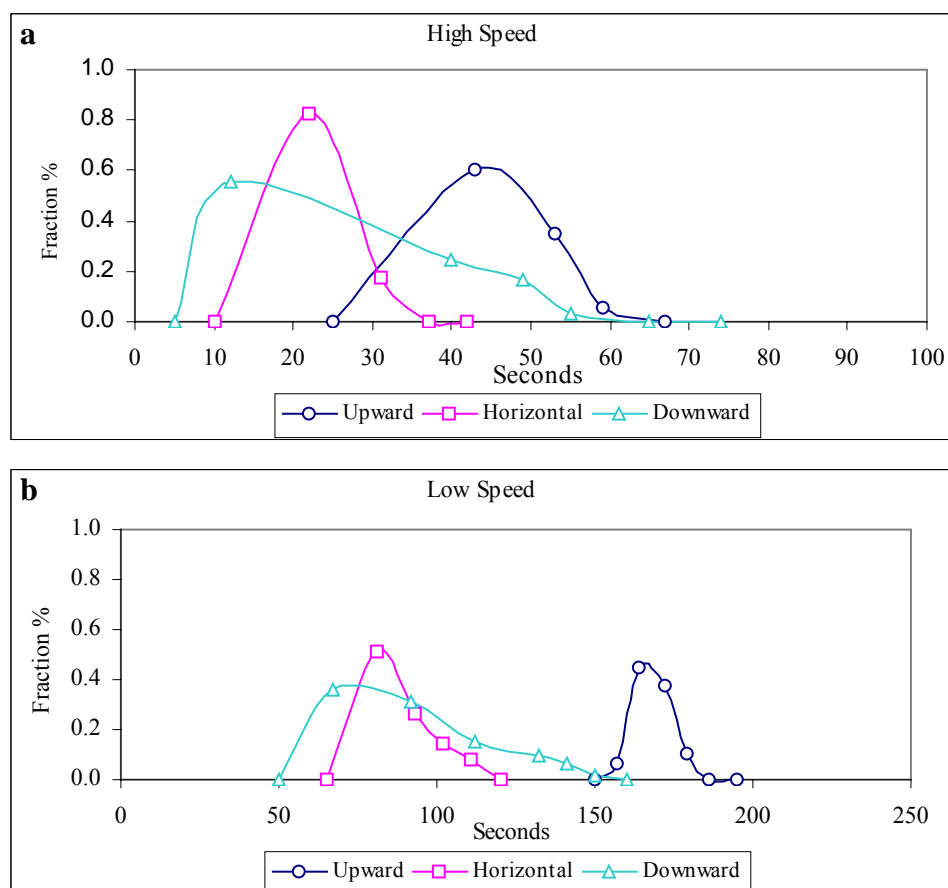 a
High Speed
Fraction %
1.0
0.8
0.6
0.4
0.2
0.0
0 10 20 30 40 50 60 70 80 90 100
Seconds
Upward Horizontal Downward
b
Low Speed
Fraction %
1.0
0.8
0.6
0.4
0.2
0.0
0 50 100 150 200 250
Seconds
Upward Horizontal Downward